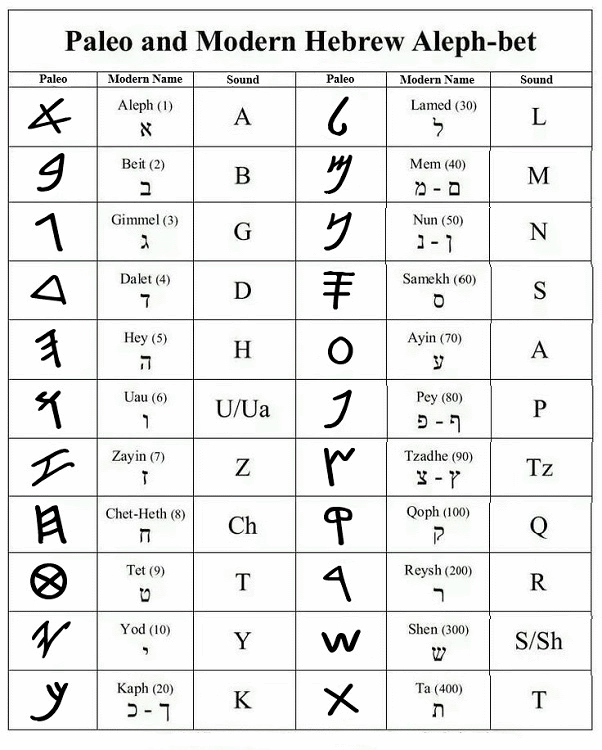 Paleo and Modern Hebrew Aleph-bet
Paleo
Modern Name
Sound
Paleo
Modern Name
Sound
𐤀
Aleph (1)
א
A
𐤋
Lamed (30)
ל
L
𐤁
Beit (2)
ב
B
𐤌
Mem (40)
ם - מ
M
𐤂
Gimmel (3)
ג
G
𐤍
Nun (50)
ן - נ
N
𐤃
Dalet (4)
ד
D
𐤎
Samekh (60)
ס
S
𐤄
Hey (5)
ה
H
𐤏
Ayin (70)
ע
A
𐤅
Uau (6)
ו
U/Ua
𐤐
Pey (80)
ף - פ
P
𐤆
Zayin (7)
ז
Z
𐤑
Tzadhe (90)
ץ - צ
Tz
𐤇
Chet-Heth (8)
ח
Ch
𐤒
Qoph (100)
ק
Q
𐤈
Tet (9)
ט
T
𐤓
Reysh (200)
ר
R
𐤉
Yod (10)
י
Y
𐤔
Shen (300)
ש
S/Sh
𐤊
Kaph (20)
ך - כ
K
𐤕
Ta (400)
ת
T